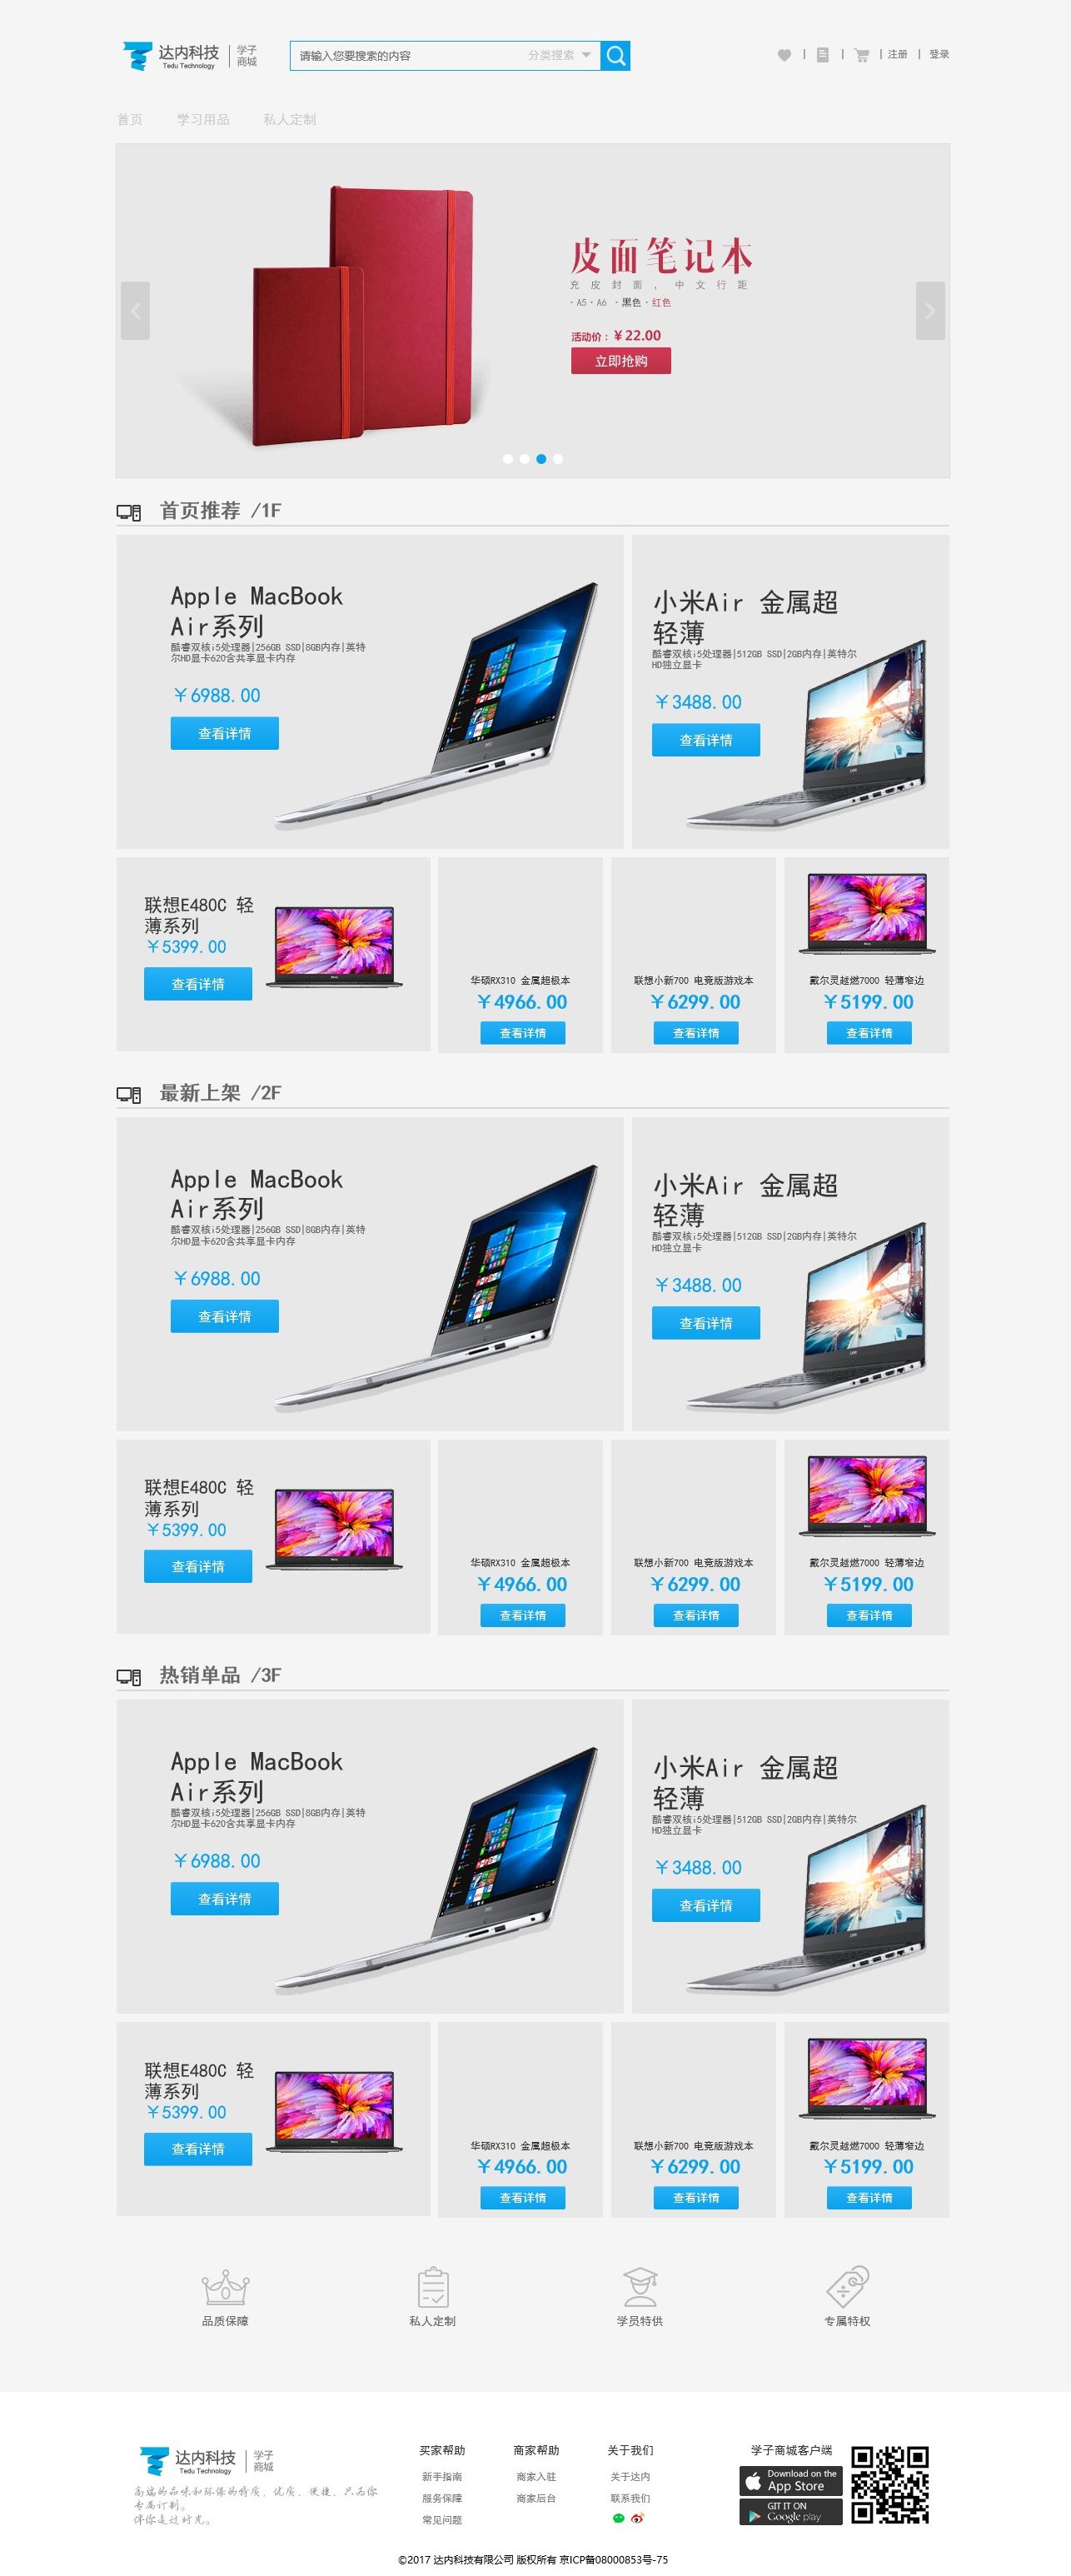 达内科技
Tedu Technology
学子
商城
请输入您要搜索的内容
分类搜索
注册
登录
首页
学习用品
私人定制
皮面笔记本
充皮封面，中文行距
·A5·A6 ·黑色·红色
活动价：¥22.00
立即抢购
首页推荐 /1F
Apple MacBook
Air系列
酷睿双核i5处理器|256GB SSD|8GB内存|英特
尔HD显卡620含共享显卡内存
￥6988.00
查看详情
小米Air 金属超
轻薄
酷睿双核i5处理器|512GB SSD|2GB内存|英特尔
HD独立显卡
￥3488.00
查看详情
联想E480C 轻
薄系列
￥5399.00
查看详情
华硕RX310 金属超极本
￥4966.00
查看详情
联想小新700 电竞版游戏本
￥6299.00
查看详情
戴尔灵越燃7000 轻薄窄边
￥5199.00
查看详情
最新上架 /2F
Apple MacBook
Air系列
酷睿双核i5处理器|256GB SSD|8GB内存|英特
尔HD显卡620含共享显卡内存
￥6988.00
查看详情
小米Air 金属超
轻薄
酷睿双核i5处理器|512GB SSD|2GB内存|英特尔
HD独立显卡
￥3488.00
查看详情
联想E480C 轻
薄系列
￥5399.00
查看详情
华硕RX310 金属超极本
￥4966.00
查看详情
联想小新700 电竞版游戏本
￥6299.00
查看详情
戴尔灵越燃7000 轻薄窄边
￥5199.00
查看详情
热销单品 /3F
Apple MacBook
Air系列
酷睿双核i5处理器|256GB SSD|8GB内存|英特
尔HD显卡620含共享显卡内存
￥6988.00
查看详情
小米Air 金属超
轻薄
酷睿双核i5处理器|512GB SSD|2GB内存|英特尔
HD独立显卡
￥3488.00
查看详情
联想E480C 轻
薄系列
￥5399.00
查看详情
华硕RX310 金属超极本
￥4966.00
查看详情
联想小新700 电竞版游戏本
￥6299.00
查看详情
戴尔灵越燃7000 轻薄窄边
￥5199.00
查看详情
品质保障
私人定制
学员特供
专属特权
达内科技
学子
商城
高端的品味和环保的特质，优质、便捷、只而你
专属订制。
伴你走过时光。
买家帮助
新手指南
服务保障
常见问题
商家帮助
商家入驻
商家后台
关于我们
关于达内
联系我们
学子商城客户端
Download on the
App Store
GIT IT ON
Google play
©2017 达内科技有限公司 版权所有 京ICP备08000853号-75